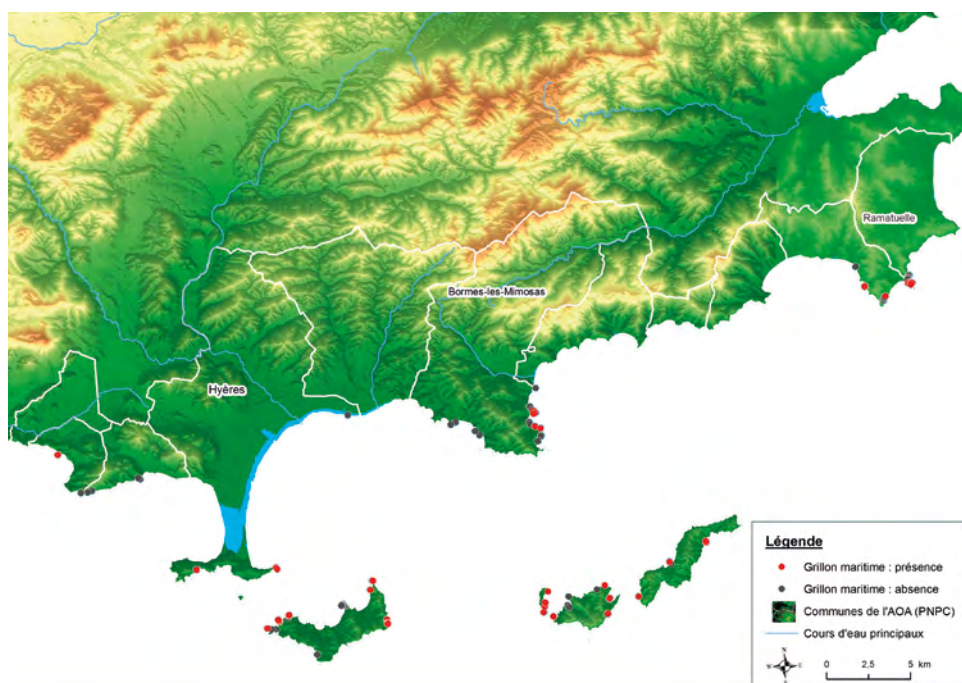 Ramatuelle
Bormes-les-Mimosas
Hyères
Légende
Grillon maritime : présence
Grillon maritime : absence
Communes de l'AOA (PNPC)
Cours d'eau principaux
N
W E
S
0 2,5 5 km